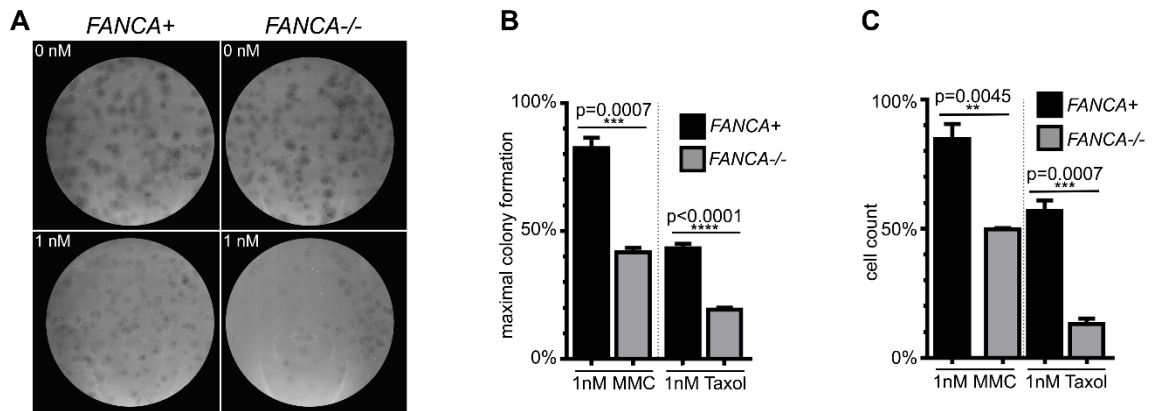 A
FANCA+ FANCA-/-
0 nM 0 nM
1 nM 1 nM
B
maximal colony formation
100%
50%
0%
p=0.0007
***
p<0.0001
****
FANCA+
FANCA-/-
1nM MMC 1nM Taxol
C
cell count
100%
50%
0%
p=0.0045
**
p=0.0007
***
FANCA+
FANCA-/-
1nM MMC 1nM Taxol